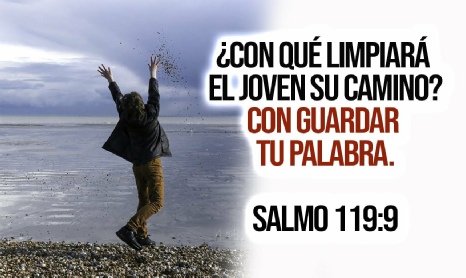 ¿CON QUÉ LIMPIARÁ
EL JOVEN SU CAMINO?
CON GUARDAR
TU PALABRA.
SALMO 119:9